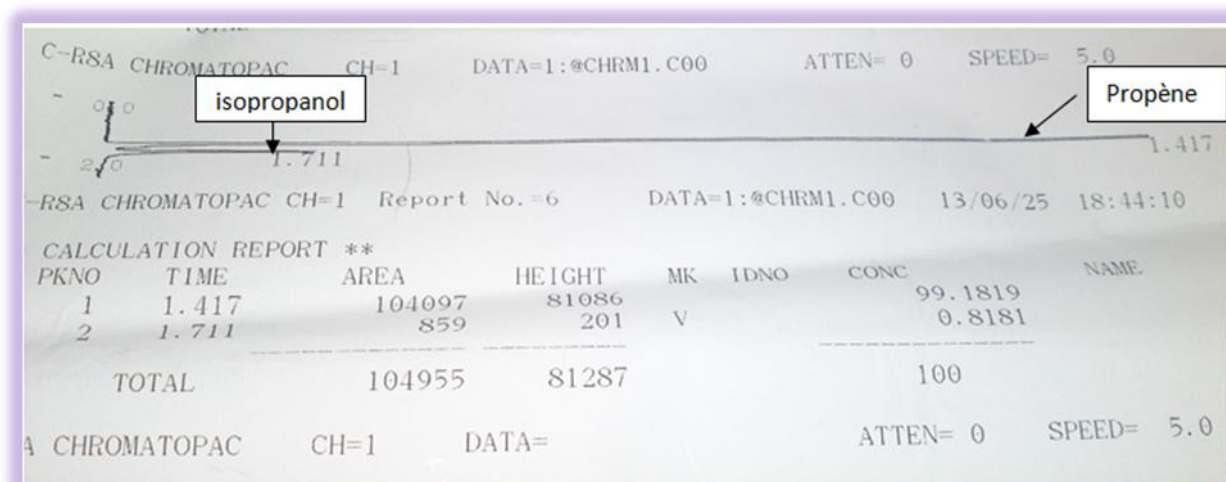 C-R8A CHROMATOPAC CH=1 DATA=1:@CHRM1.C00 ATTEN= 0 SPEED= 5.0
isopropanol
Propène
1.417
1.711
-R8A CHROMATOPAC CH=1 Report No.=6 DATA=1:@CHRM1.C00 13/06/25 18:44:10
CALCULATION REPORT **
PKNO TIME AREA HEIGHT MK IDNO CONC NAME
1 1.417 104097 81086 99.1819
2 1.711 859 201 V 0.8181
TOTAL 104955 81287 100
A CHROMATOPAC CH=1 DATA= ATTEN= 0 SPEED= 5.0